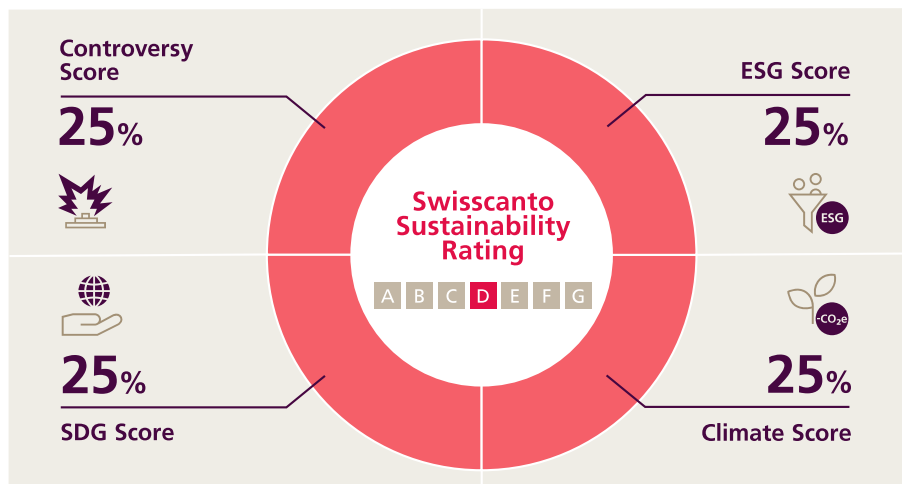 Controversy
Score
25%
ESG Score
25%
ESG
Swisscanto
Sustainability
Rating
A B C D E F G
25%
SDG Score
-CO₂e
25%
Climate Score